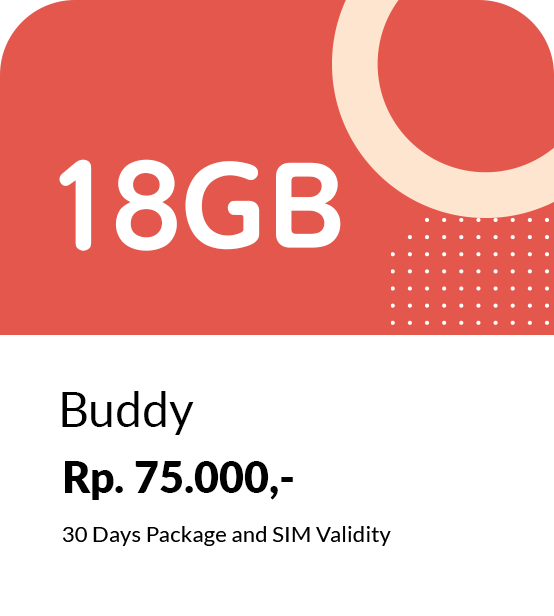 18GB
Buddy
Rp. 75.000,-
30 Days Package and SIM Validity